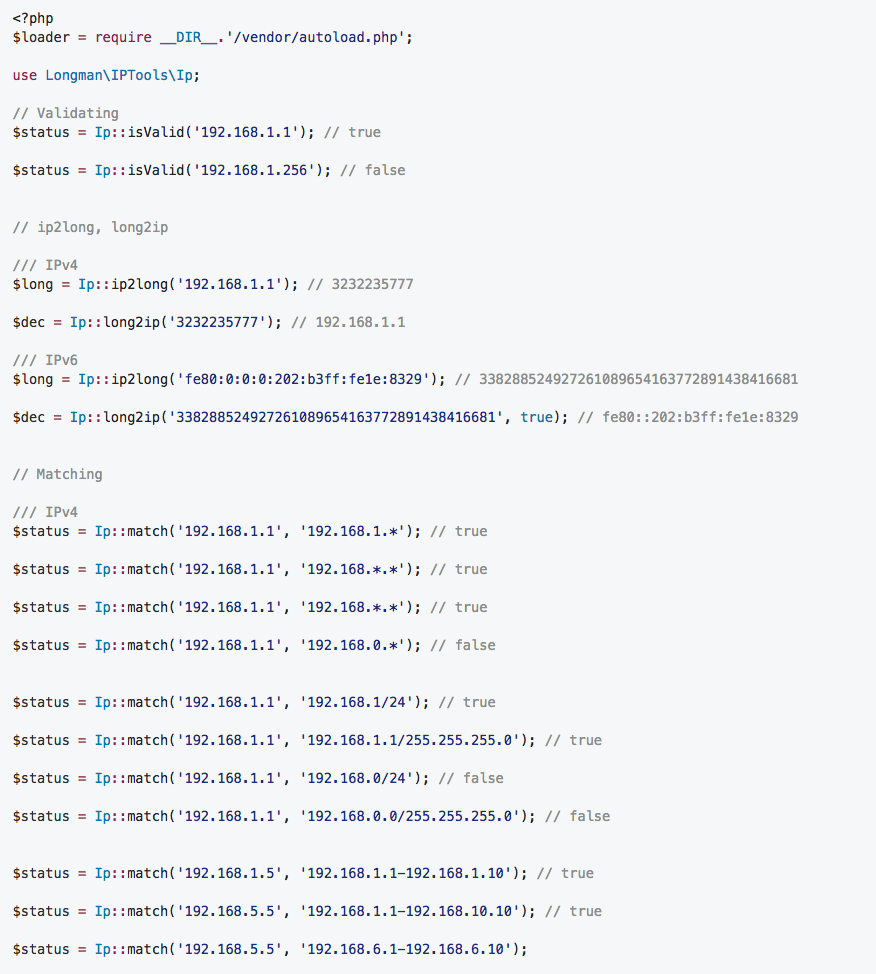 <?php
$loader = require __DIR__.'/vendor/autoload.php';
use Longman\IPTools\Ip;
// Validating
$status = Ip::isValid('192.168.1.1'); // true
$status = Ip::isValid('192.168.1.256'); // false
// ip2long, long2ip
/// IPv4
$long = Ip::ip2long('192.168.1.1'); // 3232235777
$dec = Ip::long2ip('3232235777'); // 192.168.1.1
/// IPv6
$long = Ip::ip2long('fe80:0:0:0:202:b3ff:fe1e:8329'); // 338288524927261089654163772891438416681
$dec = Ip::long2ip('338288524927261089654163772891438416681', true); // fe80::202:b3ff:fe1e:8329
// Matching
/// IPv4
$status = Ip::match('192.168.1.1', '192.168.1.*'); // true
$status = Ip::match('192.168.1.1', '192.168.*.*'); // true
$status = Ip::match('192.168.1.1', '192.168.*.*'); // true
$status = Ip::match('192.168.1.1', '192.168.0.*'); // false
$status = Ip::match('192.168.1.1', '192.168.1/24'); // true
$status = Ip::match('192.168.1.1', '192.168.1.1/255.255.255.0'); // true
$status = Ip::match('192.168.1.1', '192.168.0/24'); // false
$status = Ip::match('192.168.1.1', '192.168.0.0/255.255.255.0'); // false
$status = Ip::match('192.168.1.5', '192.168.1.1-192.168.1.10'); // true
$status = Ip::match('192.168.5.5', '192.168.1.1-192.168.10.10'); // true
$status = Ip::match('192.168.5.5', '192.168.6.1-192.168.6.10');